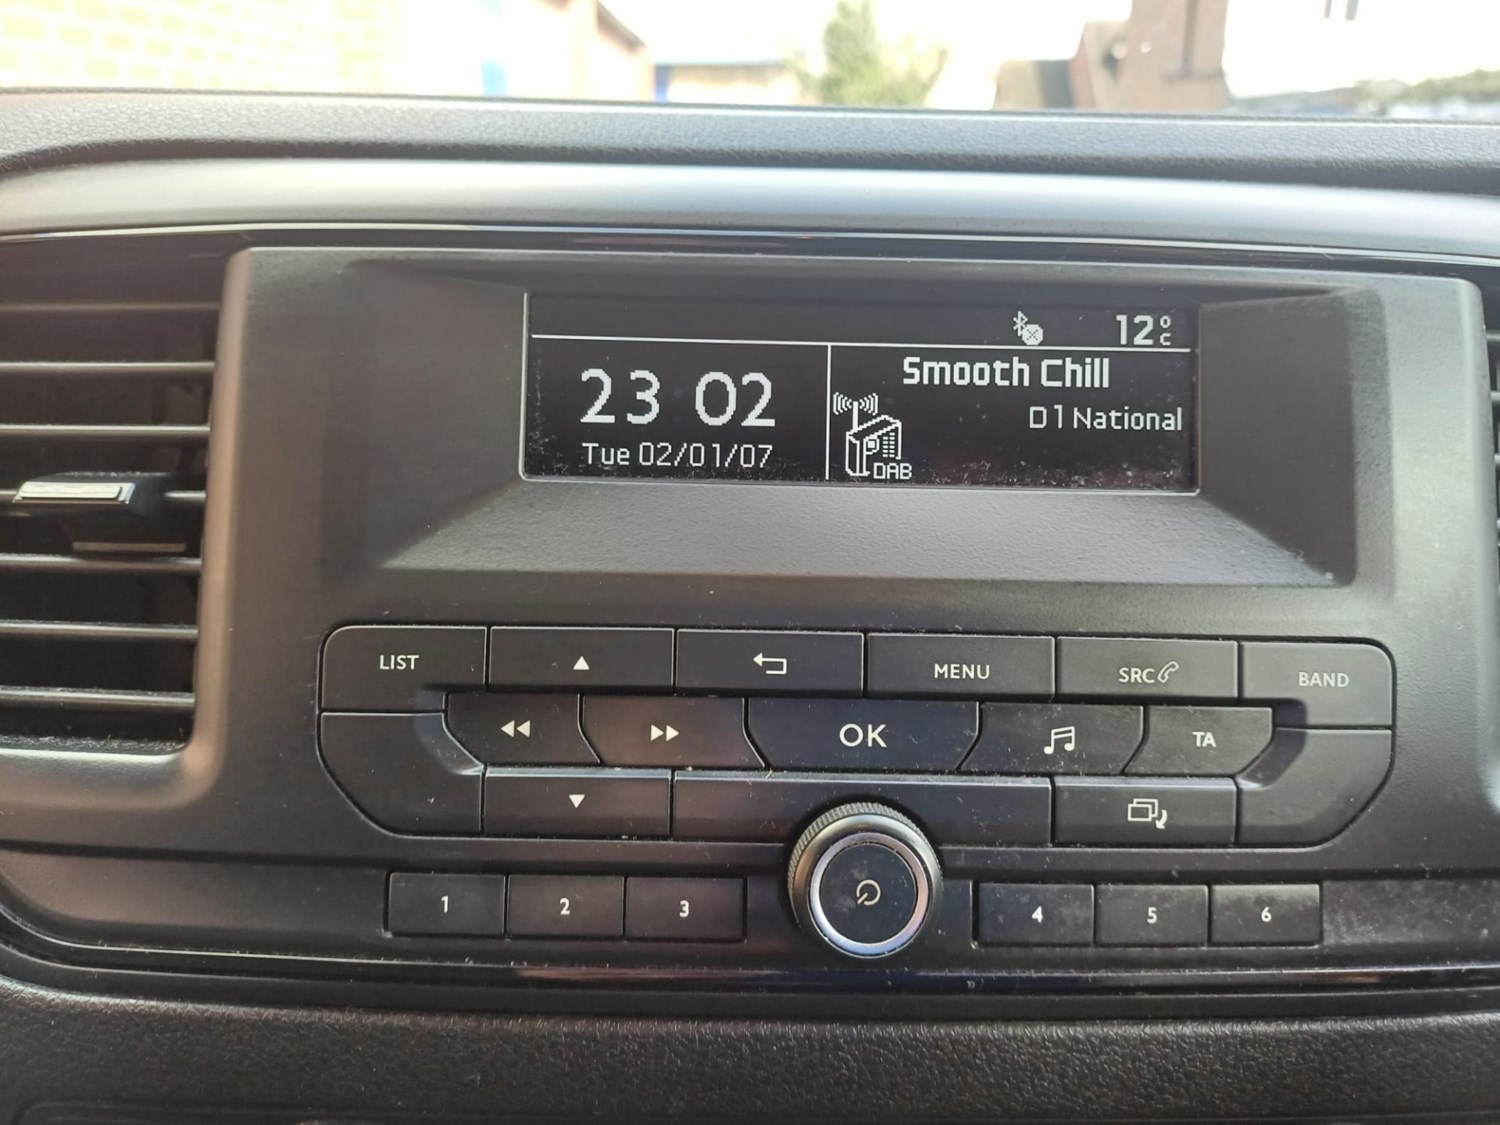 12°C
23 02
Tue 02/01/07
Smooth Chill
D1 National
DAB
LIST
MENU
SRC
BAND
OK
TA
1 2 3 4 5 6